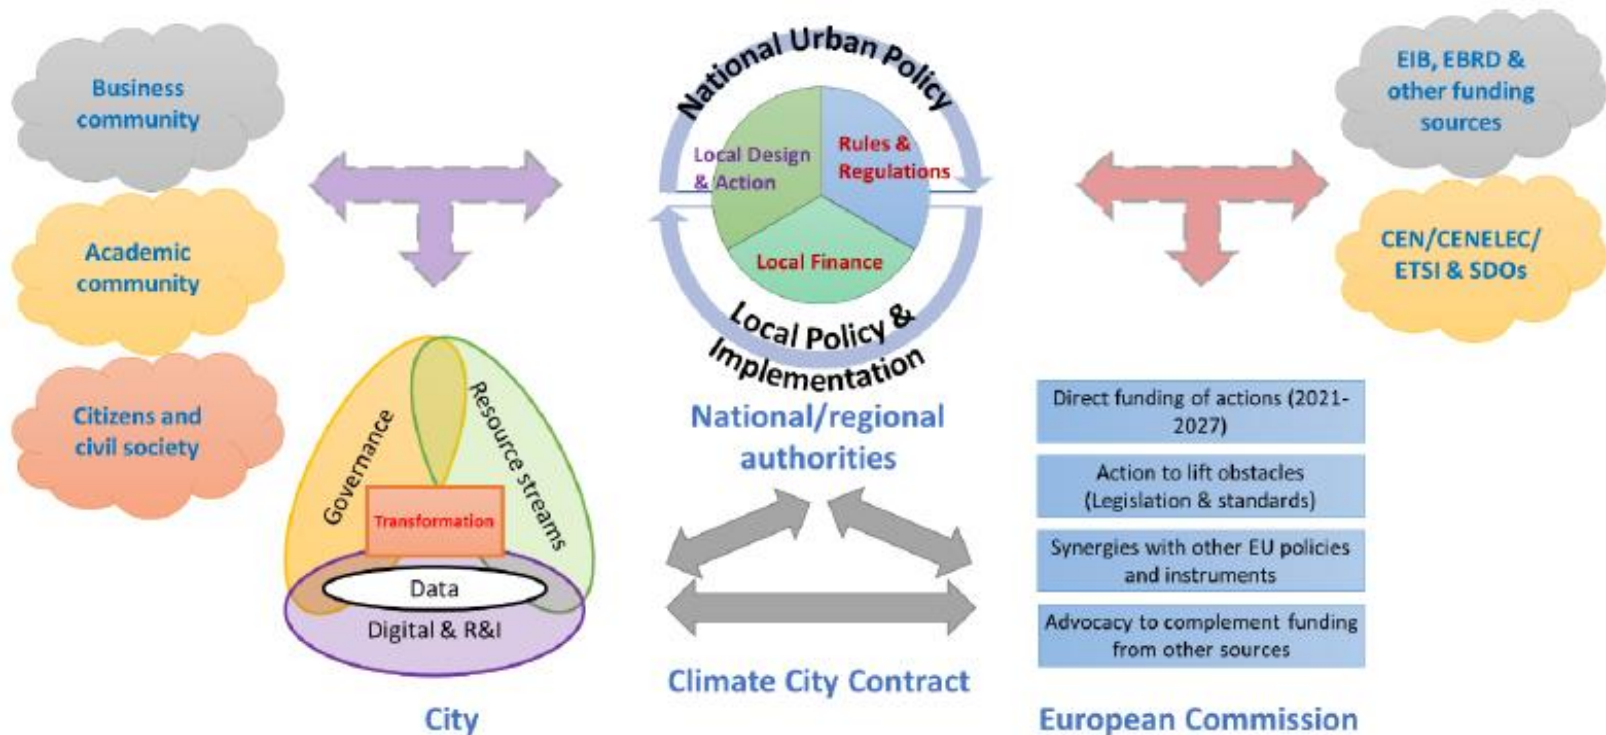 Business
community
Academic
community
Citizens and
civil society
Governance
Resource streams
Transformation
Data
Digital & R&I
City
National Urban Policy
Local Design
& Action
Rules &
Regulations
Local Finance
Local Policy &
Implementation
National/regional
authorities
Climate City Contract
EIB, EBRD &
other funding
sources
CEN/CENELEC/
ETSI & SDOs
Direct funding of actions (2021-
2027)
Action to lift obstacles
(Legislation & standards)
Synergies with other EU policies
and instruments
Advocacy to complement funding
from other sources
European Commission